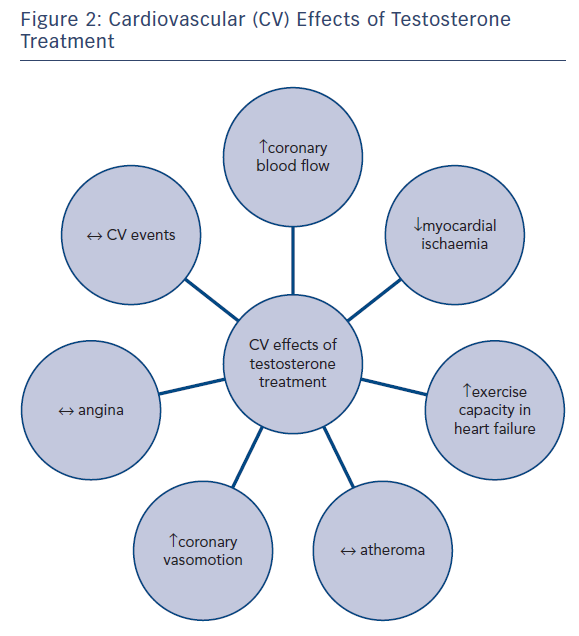 Figure 2: Cardiovascular (CV) Effects of Testosterone
Treatment
↑coronary
blood flow
↓myocardial
ischaemia
↑exercise
capacity in
heart failure
↔ atheroma
↑coronary
vasomotion
↔ angina
↔ CV events
CV effects of
testosterone
treatment